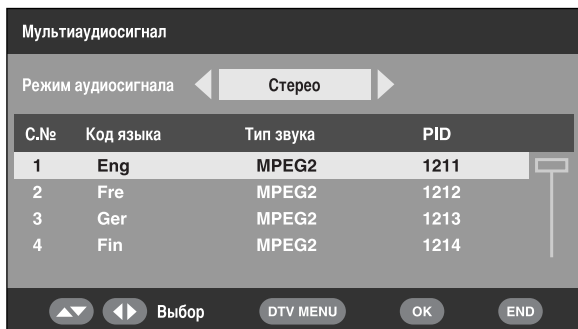 Мультиаудиосигнал
Режим аудиосигнала Стерео
С.№ Код языка Тип звука PID
1 Eng MPEG2 1211
2 Fre MPEG2 1212
3 Ger MPEG2 1213
4 Fin MPEG2 1214
Выбор DTV MENU OK END